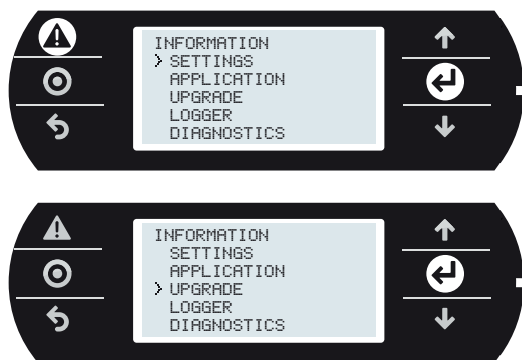 INFORMATION
> SETTINGS
APPLICATION
UPGRADE
LOGGER
DIAGNOSTICS
INFORMATION
SETTINGS
APPLICATION
> UPGRADE
LOGGER
DIAGNOSTICS